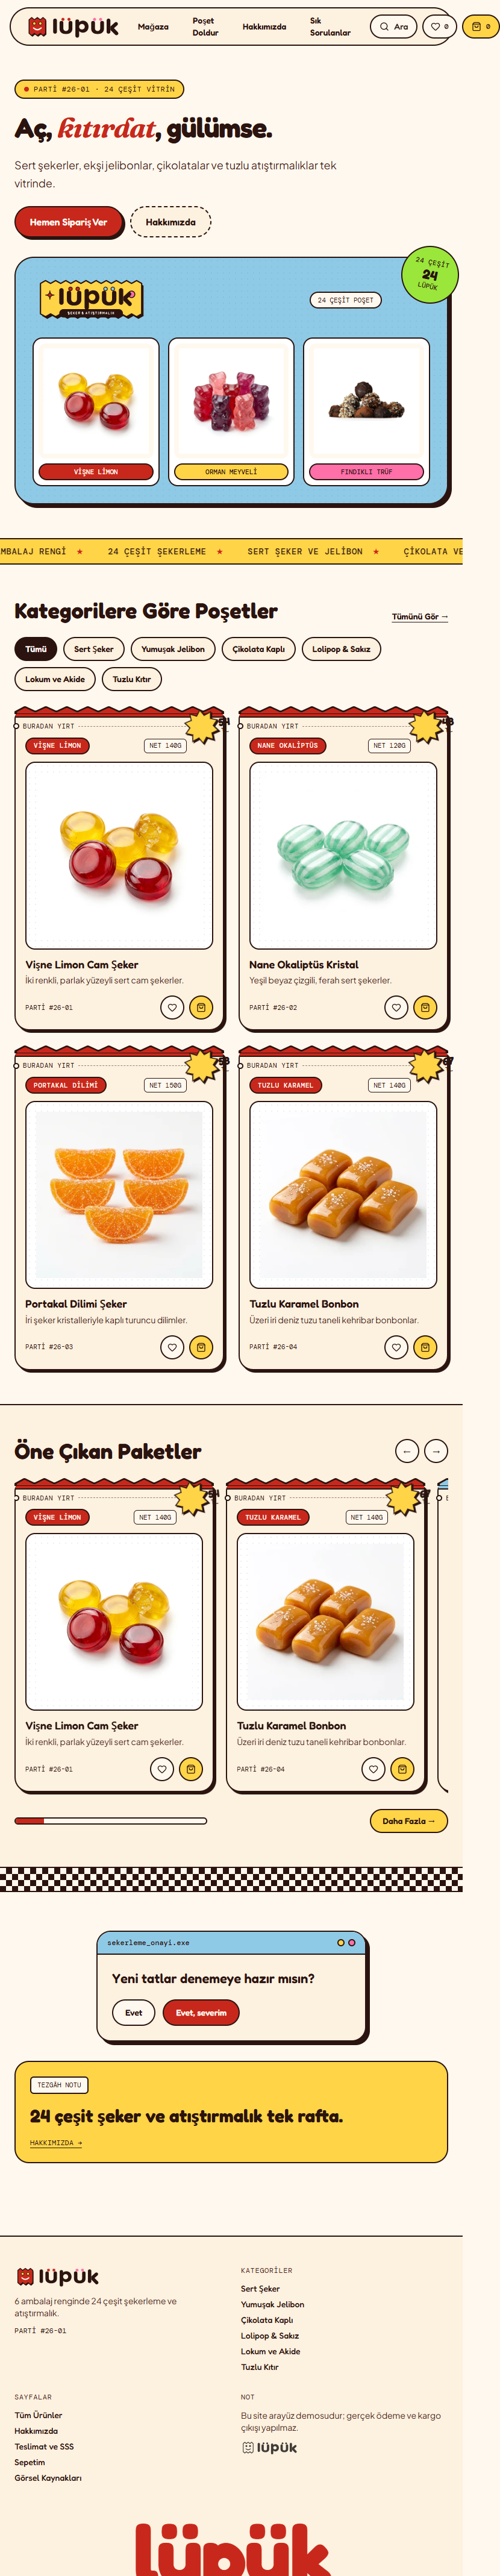 lüpük
Mağaza
Poşet Doldur
Hakkımızda
Sık Sorulanlar
Ara
0
0
PARTİ #26-01 · 24 ÇEŞİT VİTRİN
Aç, kıtırdat, gülümse.
Sert şekerler, ekşi jelibonlar, çikolatalar ve tuzlu atıştırmalıklar tek
vitrinde.
Hemen Sipariş Ver
Hakkımızda
24 ÇEŞİT
24
LÜPÜK
lüpük
ŞEKER & ATIŞTIRMALIK
24 ÇEŞİT POŞET
VİŞNE LİMON
ORMAN MEYVELİ
FINDIKLI TRÜF
MBALAJ RENGİ ★ 24 ÇEŞİT ŞEKERLEME ★ SERT ŞEKER VE JELİBON ★ ÇİKOLATA VE
Kategorilere Göre Poşetler
Tümünü Gör →
Tümü
Sert Şeker
Yumuşak Jelibon
Çikolata Kaplı
Lolipop & Sakız
Lokum ve Akide
Tuzlu Kıtır
BURADAN YIRT
VİŞNE LİMON
NET 140G
Vişne Limon Cam Şeker
İki renkli, parlak yüzeyli sert cam şekerler.
PARTİ #26-01
BURADAN YIRT
NANE OKALİPTÜS
NET 120G
Nane Okaliptüs Kristal
Yeşil beyaz çizgili, ferah sert şekerler.
PARTİ #26-02
BURADAN YIRT
PORTAKAL DİLİMİ
NET 150G
Portakal Dilimi Şeker
İri şeker kristalleriyle kaplı turuncu dilimler.
PARTİ #26-03
BURADAN YIRT
TUZLU KARAMEL
NET 140G
Tuzlu Karamel Bonbon
Üzeri iri deniz tuzu taneli kehribar bonbonlar.
PARTİ #26-04
Öne Çıkan Paketler
← →
BURADAN YIRT
VİŞNE LİMON
NET 140G
Vişne Limon Cam Şeker
İki renkli, parlak yüzeyli sert cam şekerler.
PARTİ #26-01
BURADAN YIRT
TUZLU KARAMEL
NET 140G
Tuzlu Karamel Bonbon
Üzeri iri deniz tuzu taneli kehribar bonbonlar.
PARTİ #26-04
Daha Fazla →
sekerleme_onayi.exe
Yeni tatlar denemeye hazır mısın?
Evet
Evet, severim
TEZGÂH NOTU
24 çeşit şeker ve atıştırmalık tek rafta.
HAKKIMIZDA →
lüpük
6 ambalaj renginde 24 çeşit şekerleme ve
atıştırmalık.
PARTİ #26-01
KATEGORİLER
Sert Şeker
Yumuşak Jelibon
Çikolata Kaplı
Lolipop & Sakız
Lokum ve Akide
Tuzlu Kıtır
SAYFALAR
Tüm Ürünler
Hakkımızda
Teslimat ve SSS
Sepetim
Görsel Kaynakları
NOT
Bu site arayüz demosudur; gerçek ödeme ve kargo
çıkışı yapılmaz.
lüpük
lüpük